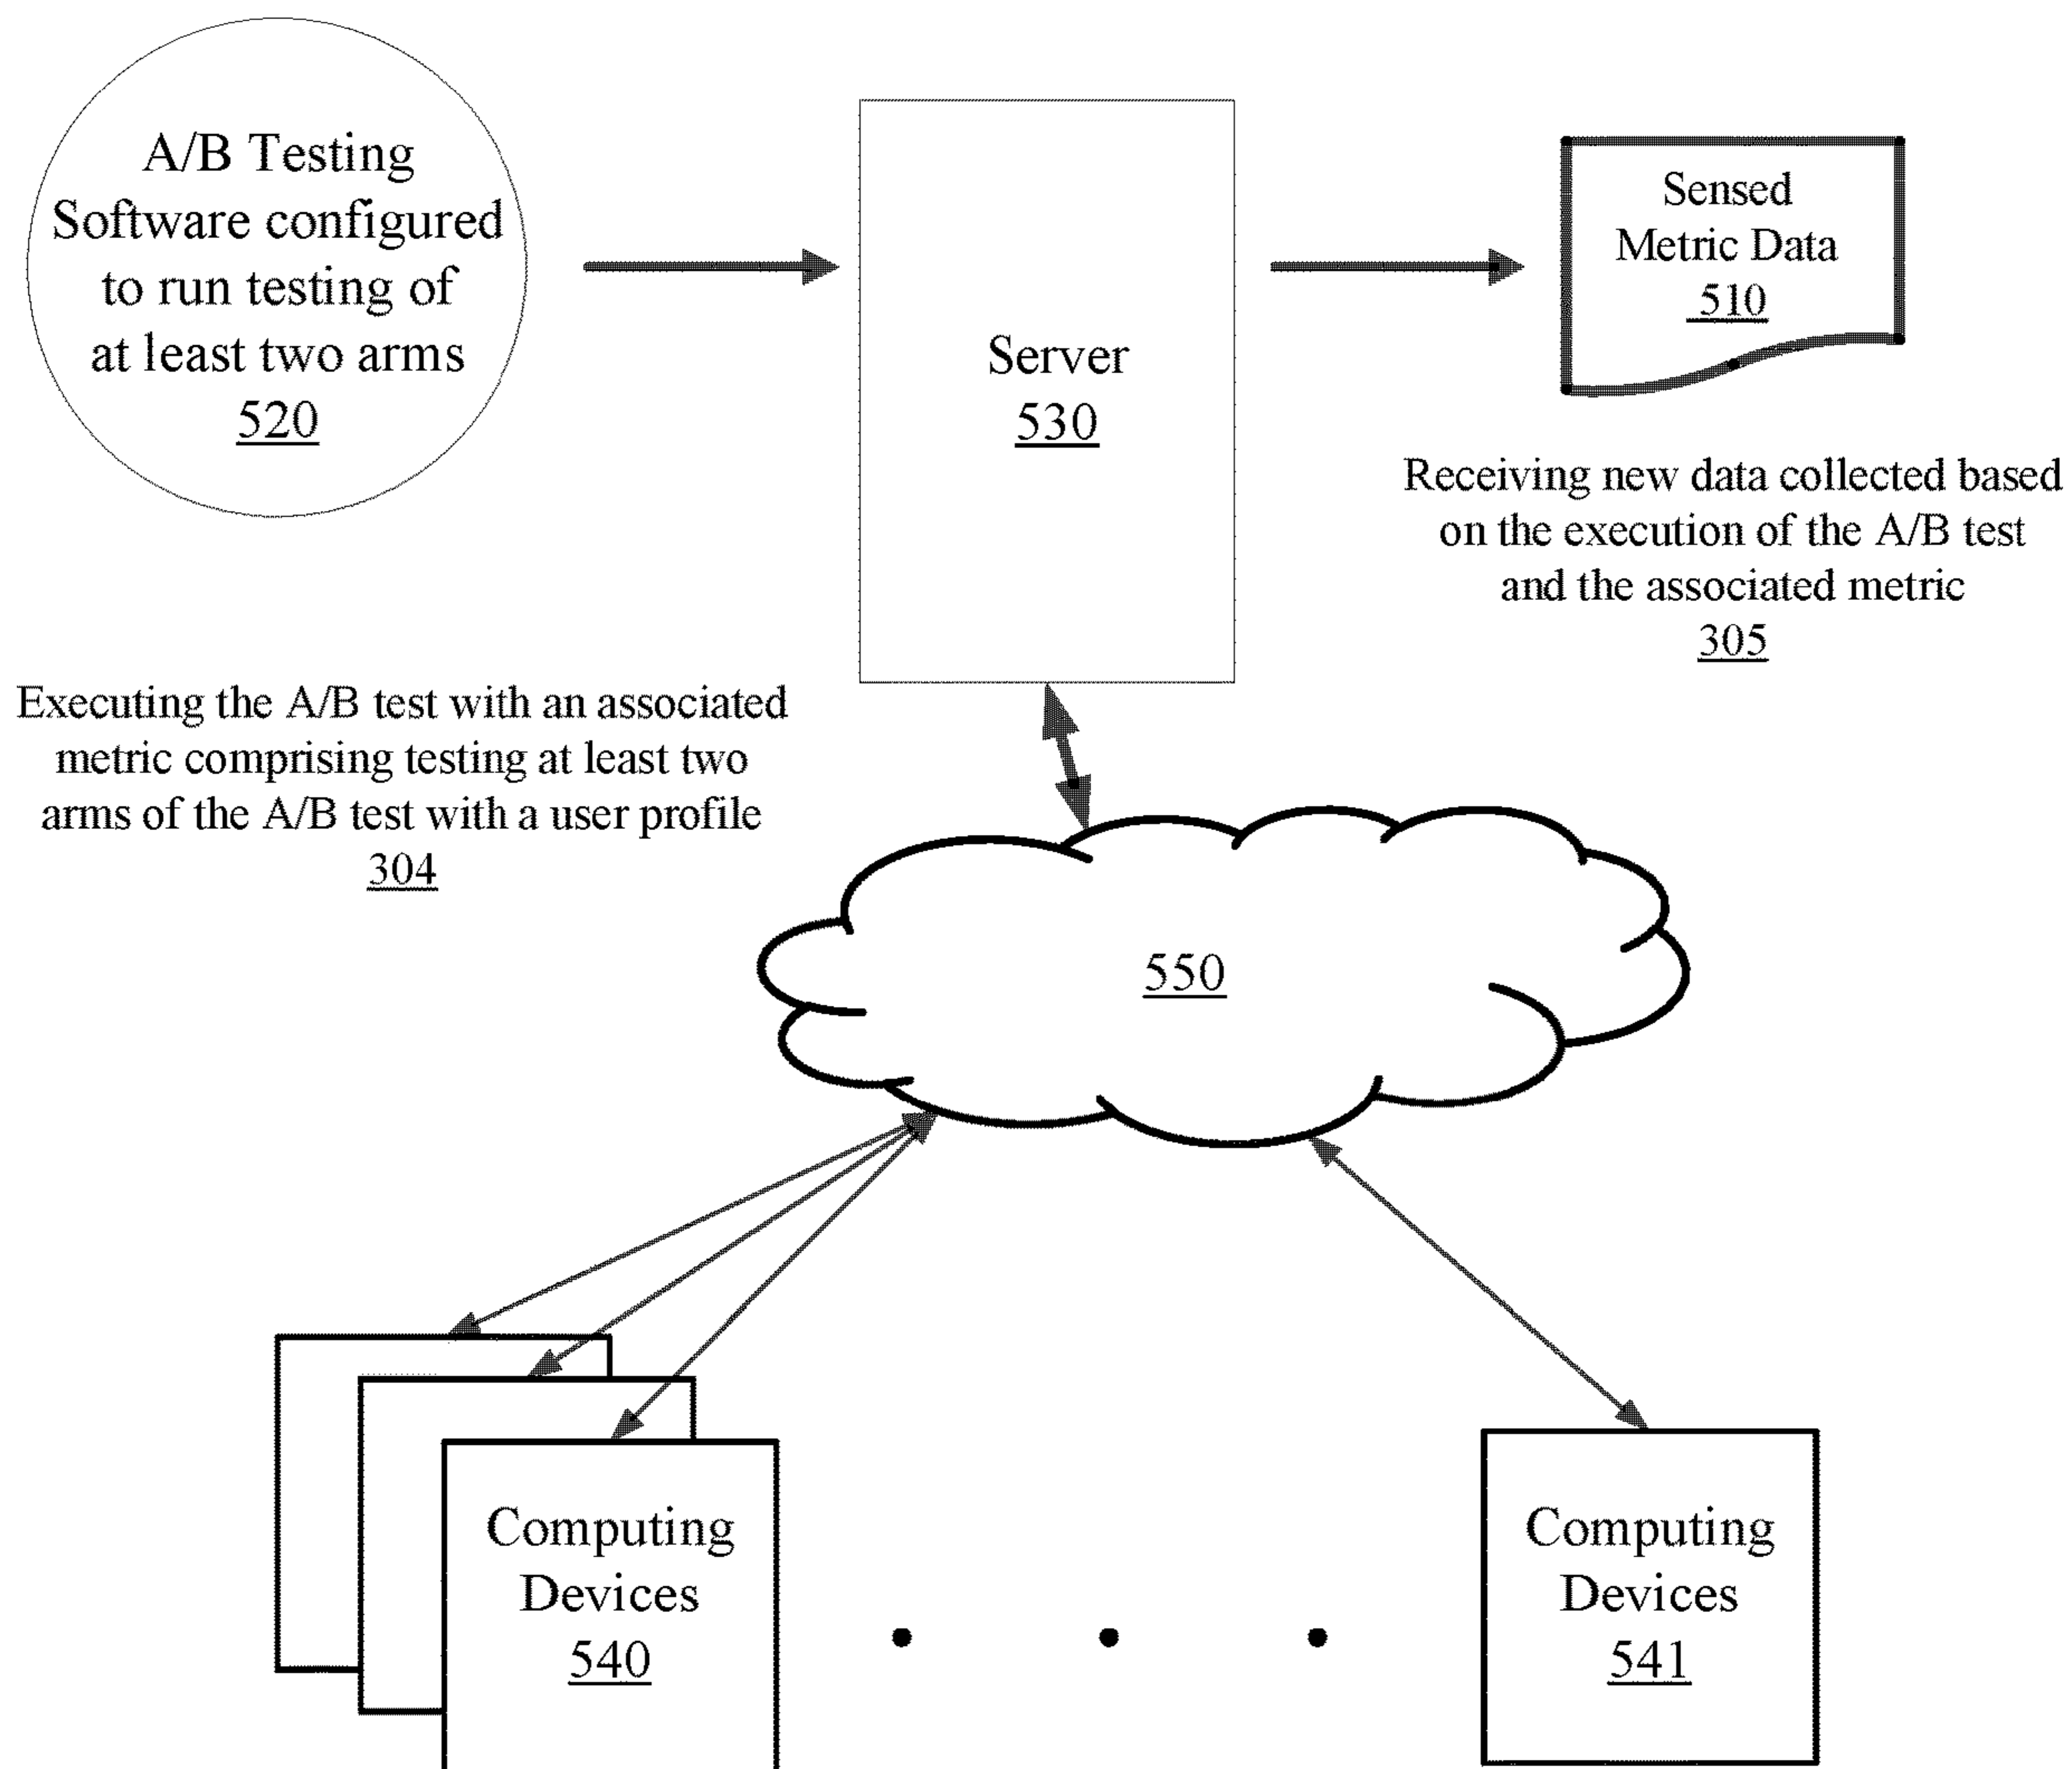 A/B Testing
Software configured
to run testing of
at least two arms
520
Server
530
Sensed
Metric Data
510
Receiving new data collected based
on the execution of the A/B test
and the associated metric
305
Executing the A/B test with an associated
metric comprising testing at least two
arms of the A/B test with a user profile
304
550
Computing
Devices
540
Computing
Devices
541